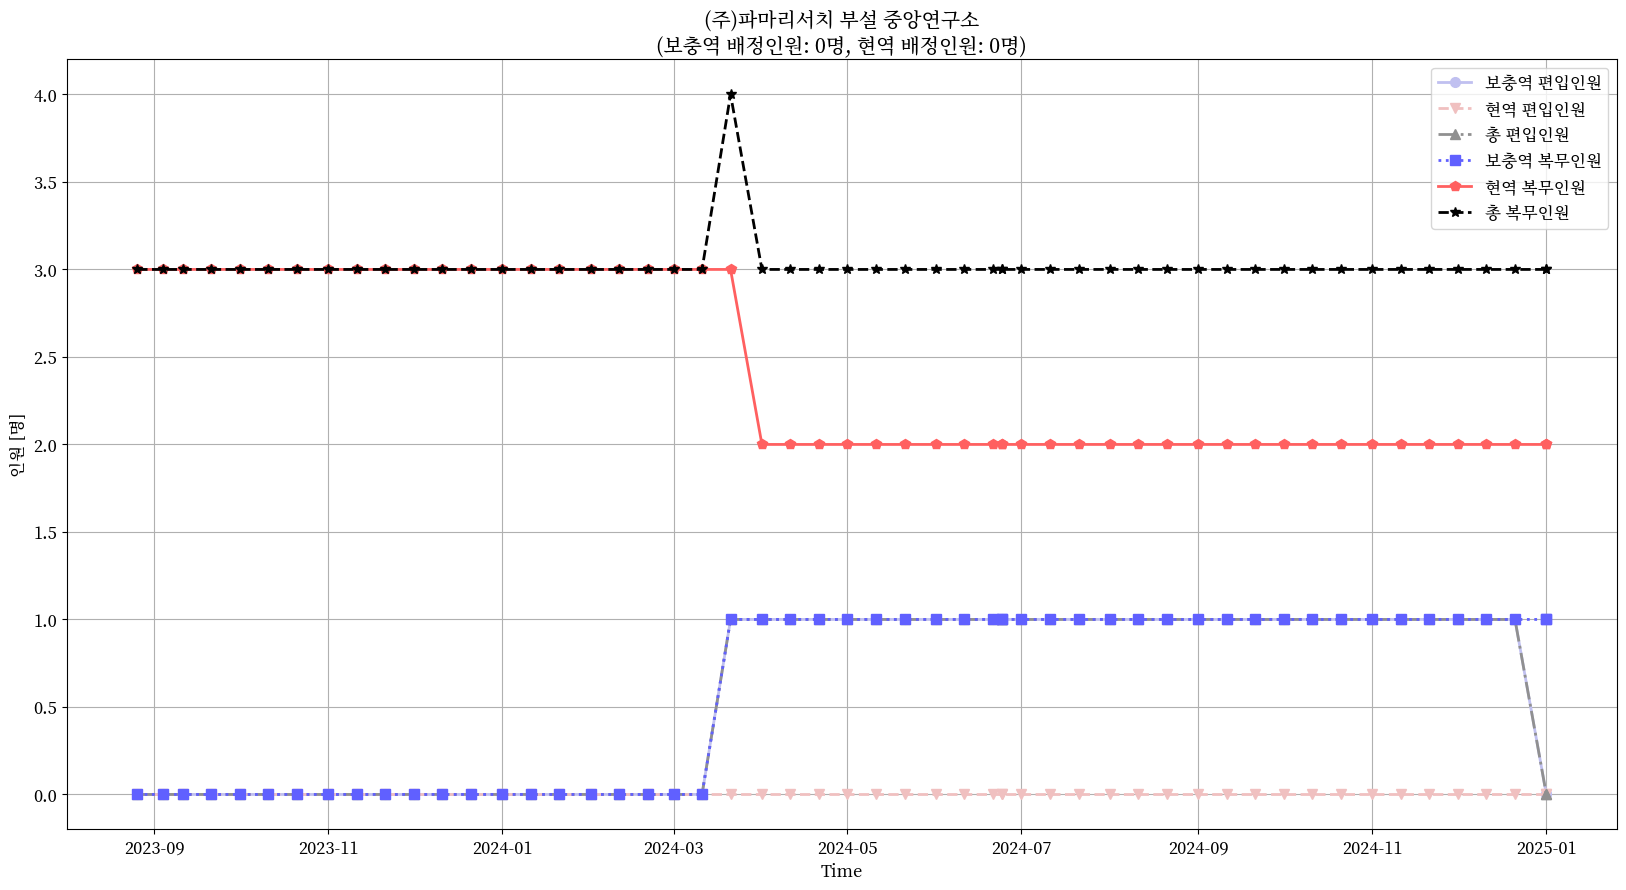 (주)파마리서치 부설 중앙연구소
(보충역 배정인원: 0명, 현역 배정인원: 0명)
보충역 편입인원
현역 편입인원
총 편입인원
보충역 복무인원
현역 복무인원
총 복무인원
4.0
3.5
3.0
2.5
2.0
1.5
1.0
0.5
0.0
인원 [명]
2023-09 2023-11 2024-01 2024-03 2024-05 2024-07 2024-09 2024-11 2025-01
Time